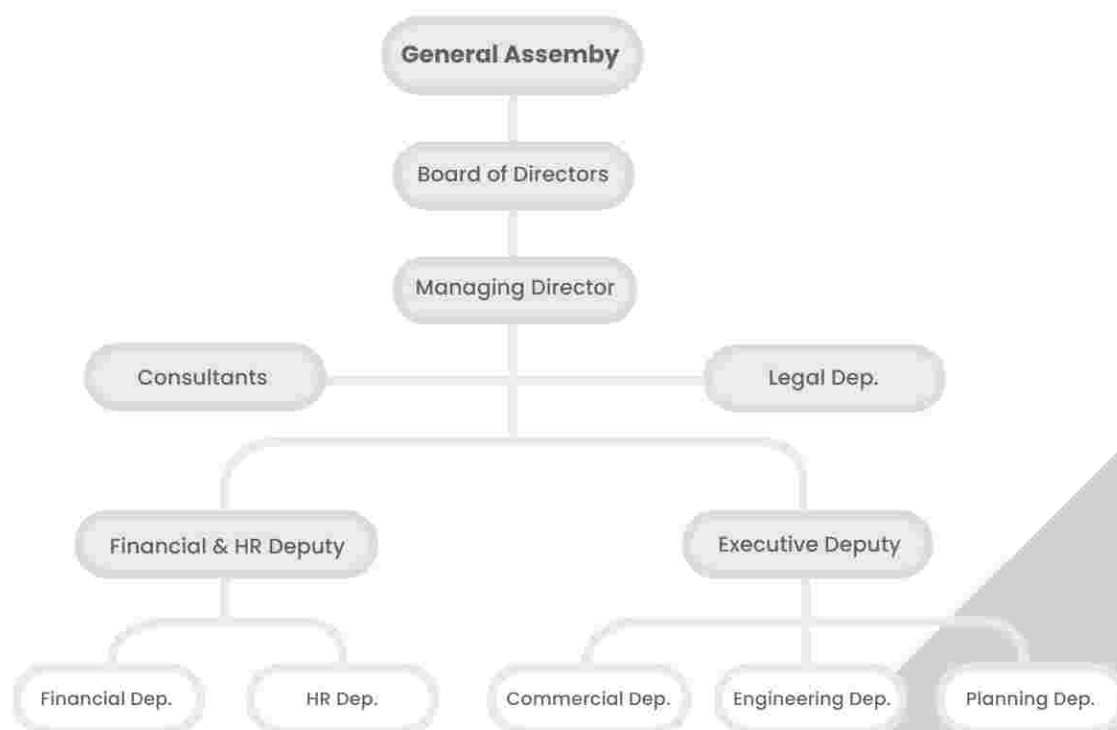 General Assemby
Board of Directors
Managing Director
Consultants
Legal Dep.
Financial & HR Deputy
Executive Deputy
Financial Dep.
HR Dep.
Commercial Dep.
Engineering Dep.
Planning Dep.